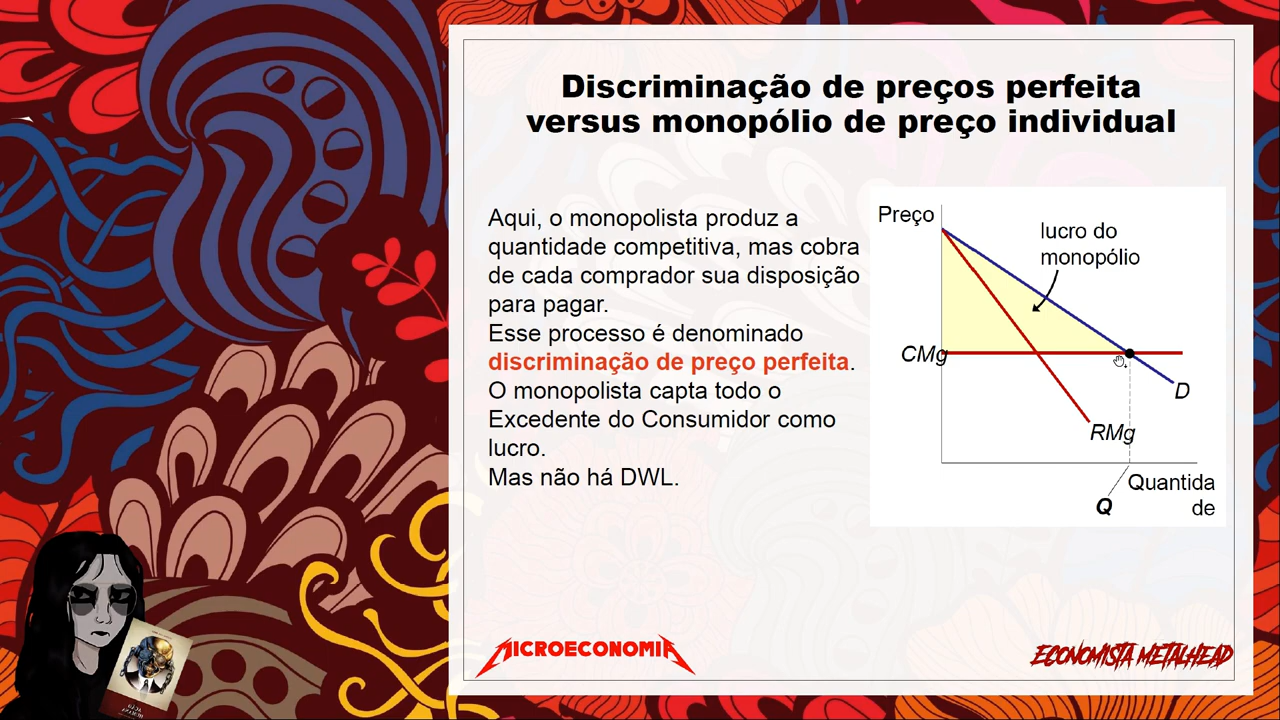 Discriminação de preços perfeita
versus monopólio de preço individual
Aqui, o monopolista produz a
quantidade competitiva, mas cobra
de cada comprador sua disposição
para pagar.
Esse processo é denominado
discriminação de preço perfeita.
O monopolista capta todo o
Excedente do Consumidor como
lucro.
Mas não há DWL.
Preço
lucro do
monopólio
CMg
D
RMg
Quantida
de
Q
MICROECONOMIA
ECONOMISTA METALHEAD